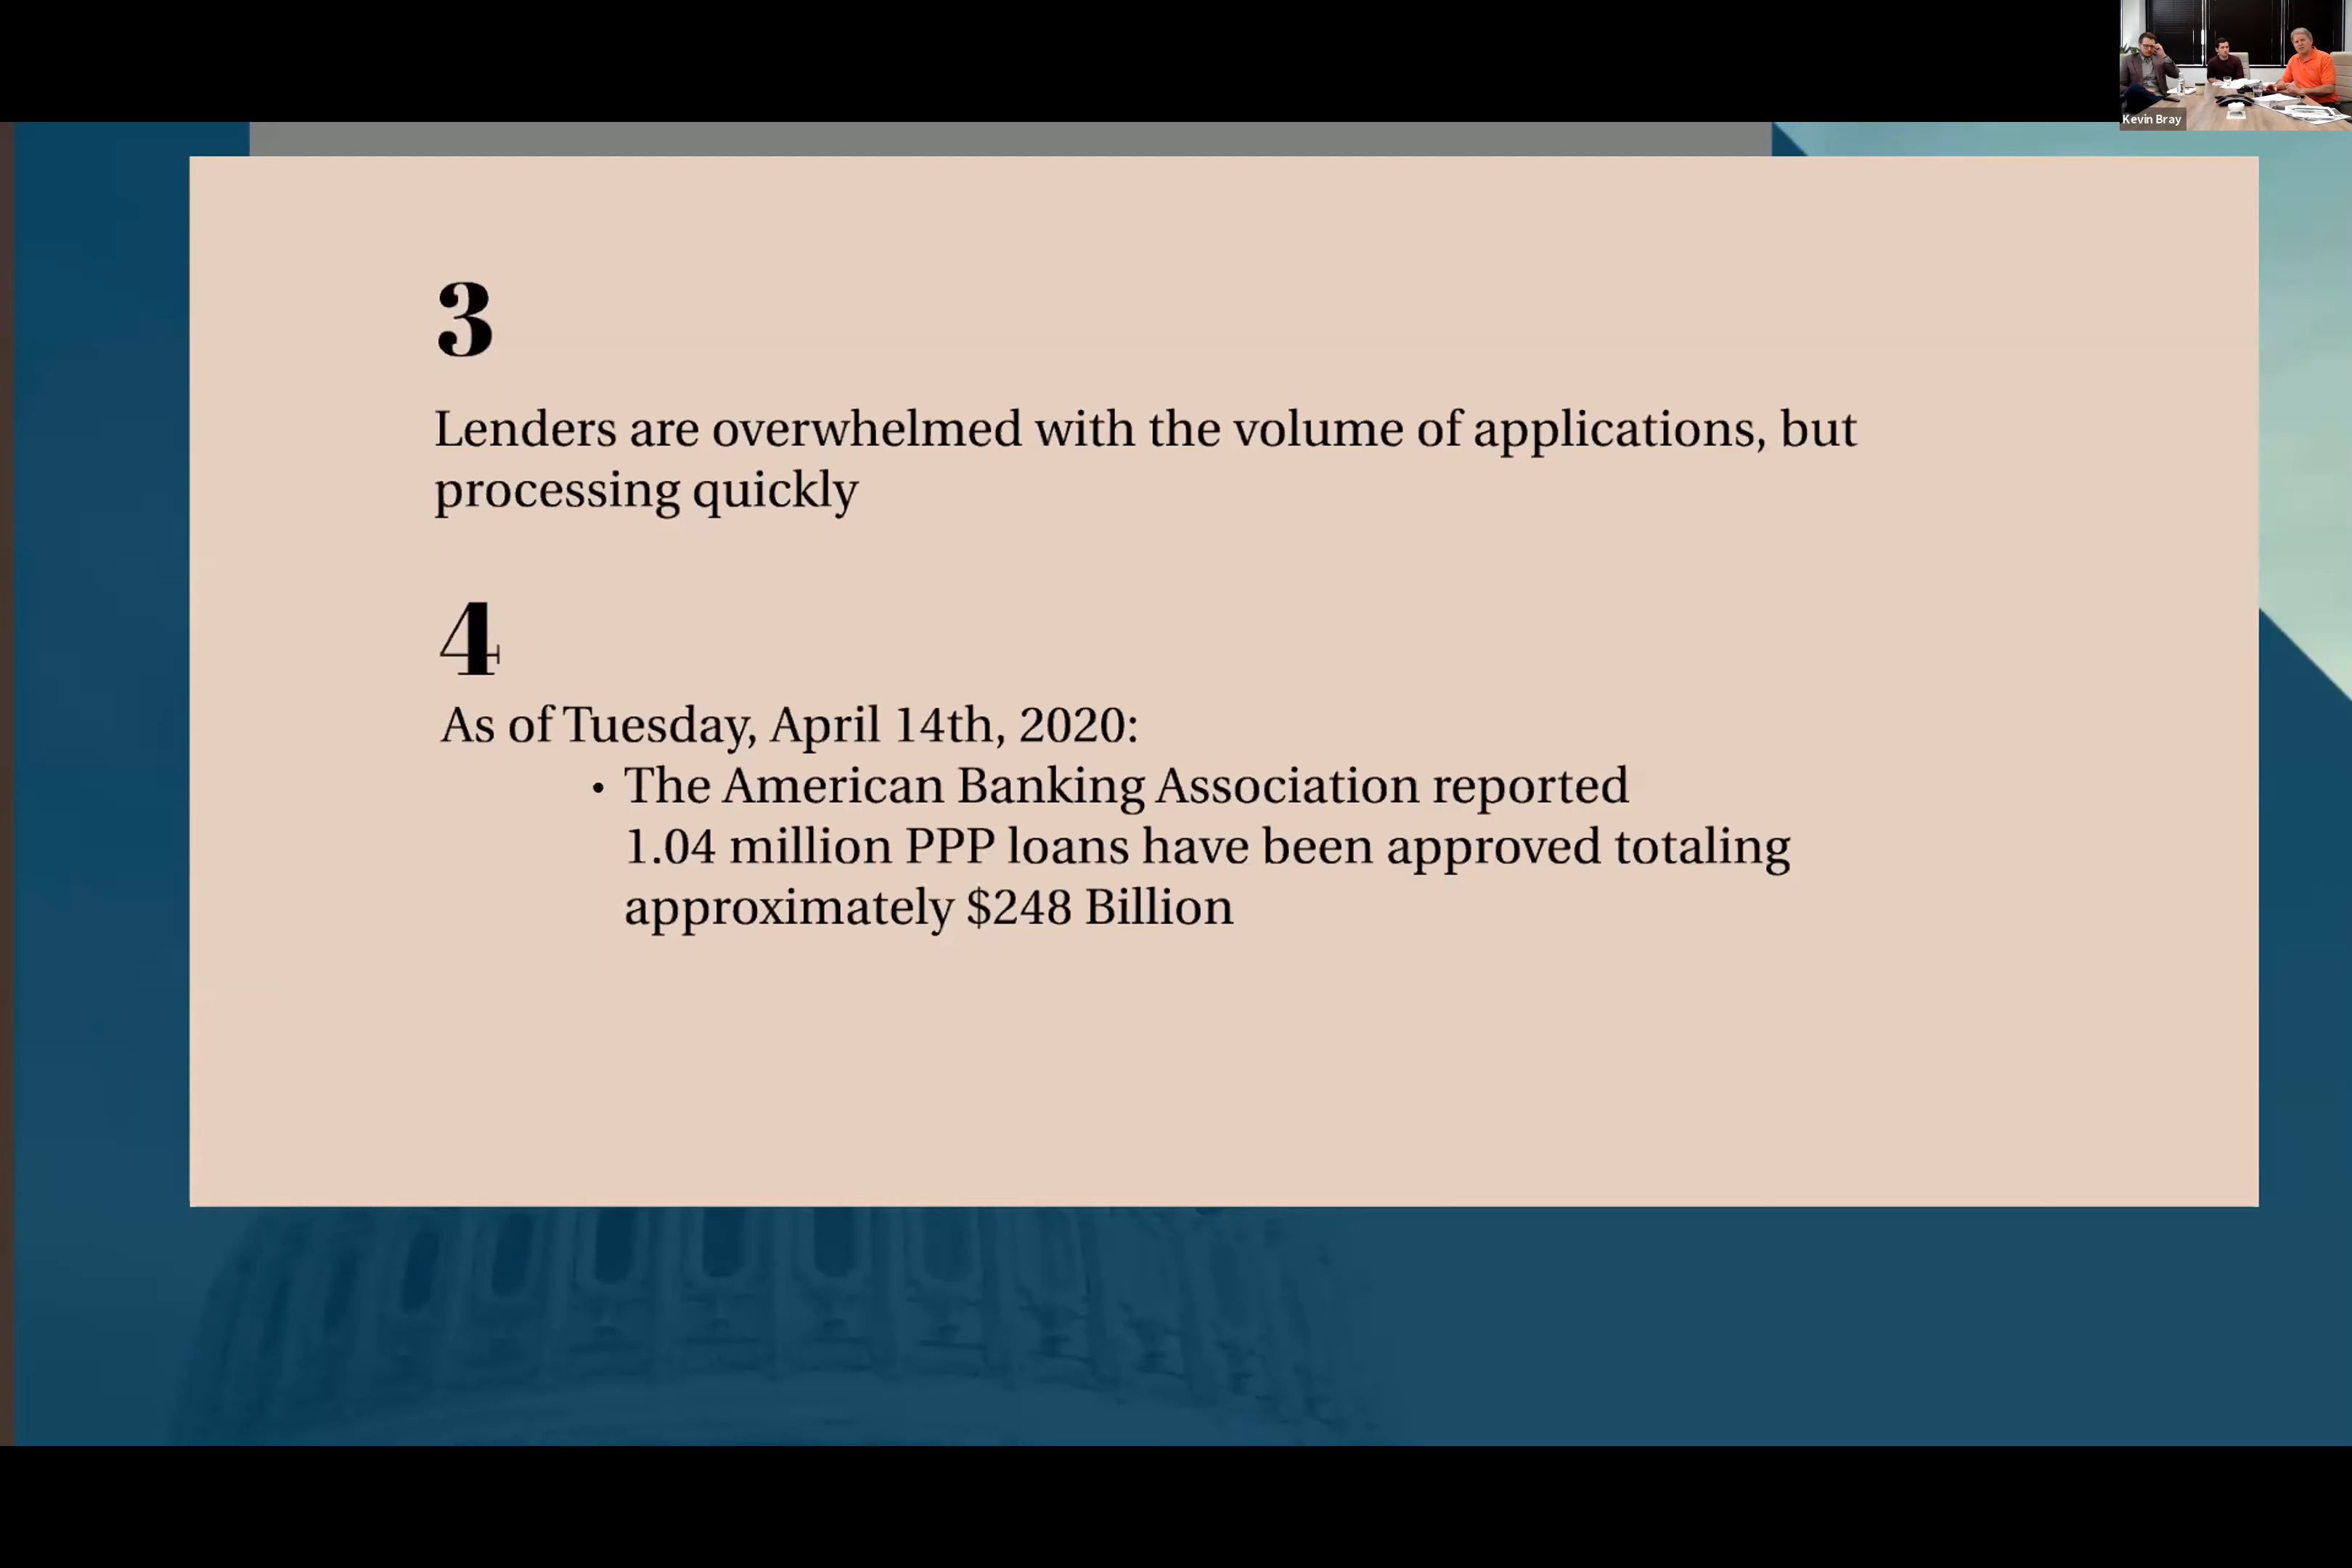 Kevin Bray
3
Lenders are overwhelmed with the volume of applications, but
processing quickly
4
As of Tuesday, April 14th, 2020:
• The American Banking Association reported
1.04 million PPP loans have been approved totaling
approximately $248 Billion